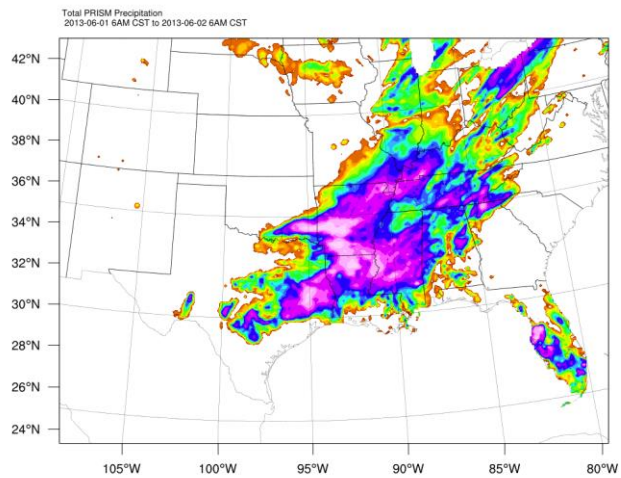 Total PRISM Precipitation
2013-06-01 6AM CST to 2013-06-02 6AM CST
42°N
40°N
38°N
36°N
34°N
32°N
30°N
28°N
26°N
24°N
105°W 100°W 95°W 90°W 85°W 80°W